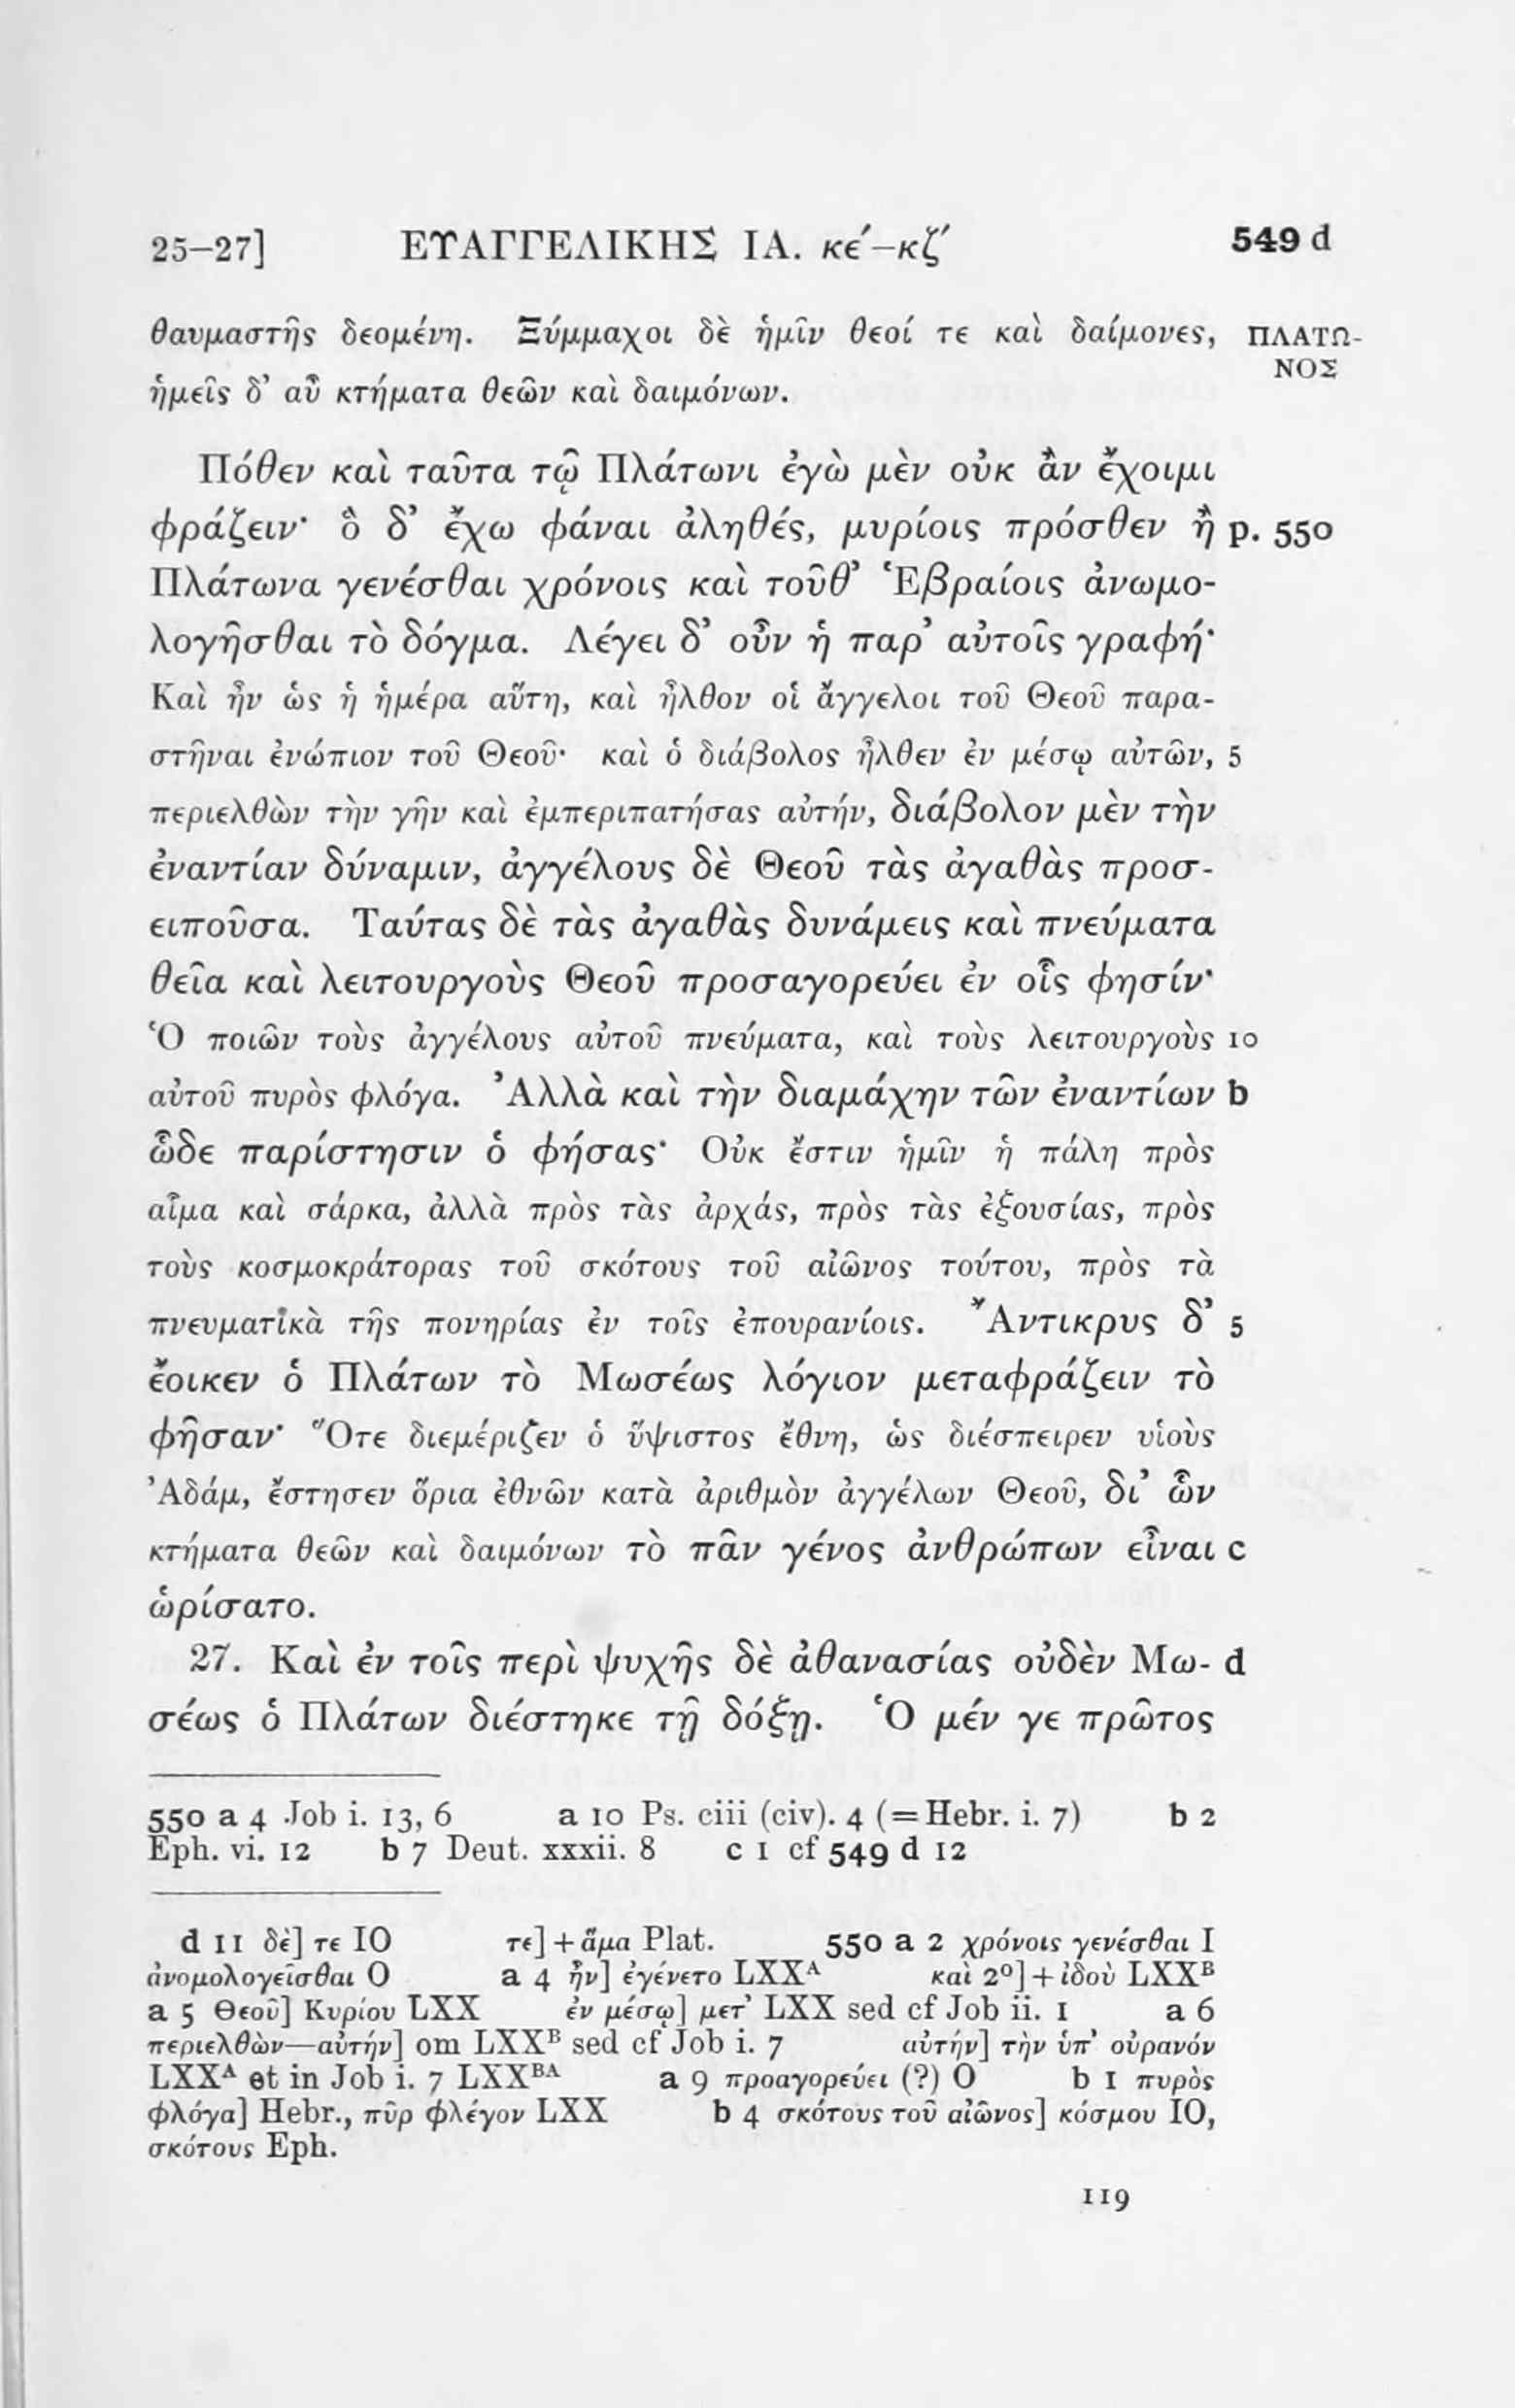 25–27] ΕΥΑΓΓΕΛΙΚΗΣ ΙΑ. κέ–κζ΄ 549 d
θαυμαστῆς δεομένη. Ξύμμαχοι δὲ ἡμῖν θεοί τε καὶ δαίμονες, ΠΛΑΤΩ-
ἡμεῖς δ’ αὖ κτήματα θεῶν καὶ δαιμόνων. ΝΟΣ
Πόθεν καὶ ταῦτα τῷ Πλάτωνι ἐγὼ μὲν οὐκ ἂν ἔχοιμι
φράζειν· ὃ δ’ ἔχω φάναι ἀληθές, μυρίοις πρόσθεν ἢ p. 550
Πλάτωνα γενέσθαι χρόνοις καὶ τοῦθ’ Ἑβραίοις ἀνωμο-
λογῆσθαι τὸ δόγμα. Λέγει δ’ οὖν ἡ παρ’ αὐτοῖς γραφή·
Καὶ ἦν ὡς ἡ ἡμέρα αὕτη, καὶ ἦλθον οἱ ἄγγελοι τοῦ Θεοῦ παρα-
στῆναι ἐνώπιον τοῦ Θεοῦ· καὶ ὁ διάβολος ἦλθεν ἐν μέσῳ αὐτῶν, 5
περιελθὼν τὴν γῆν καὶ ἐμπεριπατήσας αὐτήν, διάβολον μὲν τὴν
ἐναντίαν δύναμιν, ἀγγέλους δὲ Θεοῦ τὰς ἀγαθὰς προσ-
ειποῦσα. Ταύτας δὲ τὰς ἀγαθὰς δυνάμεις καὶ πνεύματα
θεῖα καὶ λειτουργοὺς Θεοῦ προσαγορεύει ἐν οἷς φησίν·
Ὁ ποιῶν τοὺς ἀγγέλους αὐτοῦ πνεύματα, καὶ τοὺς λειτουργοὺς 10
αὐτοῦ πυρὸς φλόγα. Ἀλλὰ καὶ τὴν διαμάχην τῶν ἐναντίων b
ὧδε παρίστησιν ὁ φήσας· Οὐκ ἔστιν ἡμῖν ἡ πάλη πρὸς
αἷμα καὶ σάρκα, ἀλλὰ πρὸς τὰς ἀρχάς, πρὸς τὰς ἐξουσίας, πρὸς
τοὺς κοσμοκράτορας τοῦ σκότους τοῦ αἰῶνος τούτου, πρὸς τὰ
πνευματικὰ τῆς πονηρίας ἐν τοῖς ἐπουρανίοις. Ἄντικρυς δ’ 5
ἔοικεν ὁ Πλάτων τὸ Μωσέως λόγιον μεταφράζειν τὸ
φῆσαν· Ὅτε διεμέριζεν ὁ ὕψιστος ἔθνη, ὡς διέσπειρεν υἱοὺς
Ἀδάμ, ἔστησεν ὅρια ἐθνῶν κατὰ ἀριθμὸν ἀγγέλων Θεοῦ, δι’ ὧν
κτήματα θεῶν καὶ δαιμόνων τὸ πᾶν γένος ἀνθρώπων εἶναι c
ὡρίσατο.
27. Καὶ ἐν τοῖς περὶ ψυχῆς δὲ ἀθανασίας οὐδὲν Μω- d
σέως ὁ Πλάτων διέστηκε τῇ δόξῃ. Ὁ μέν γε πρῶτος
550 a 4 Job i. 13, 6 a 10 Ps. ciii (civ). 4 (=Hebr. i. 7) b 2
Eph. vi. 12 b 7 Deut. xxxii. 8 c 1 cf 549 d 12
d 11 δὲ] τε IO τε] + ἅμα Plat. 550 a 2 χρόνοις γενέσθαι I
ἀνομολογεῖσθαι O a 4 ἦν] ἐγένετο LXXᴬ καὶ 2⁰] + ἰδοὺ LXXᴮ
a 5 Θεοῦ] Κυρίου LXX ἐν μέσῳ] μετ’ LXX sed cf Job ii. 1 a 6
περιελθὼν—αὐτήν] om LXXᴮ sed cf Job i. 7 αὐτήν] τὴν ὑπ’ οὐρανόν
LXXᴬ et in Job i. 7 LXXᴮᴬ a 9 προαγορεύει (?) O b 1 πυρὸς
φλόγα] Hebr., πῦρ φλέγον LXX b 4 σκότους τοῦ αἰῶνος] κόσμου IO,
σκότους Eph.
119